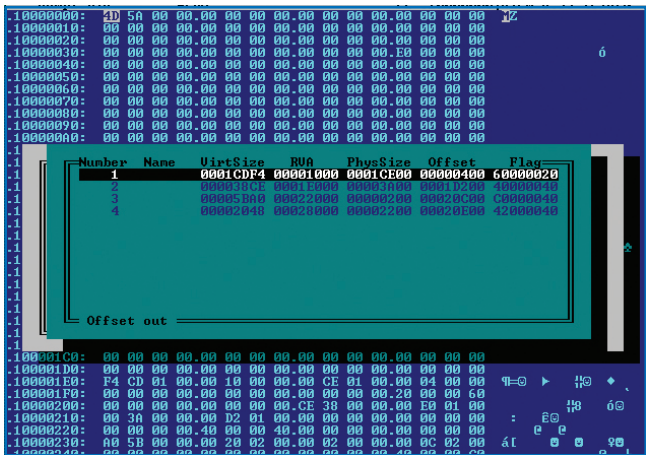 .10000000: 4D 5A 00 00.00 00 00 00.00 00 00 00.00 00 00 00 MZ
.10000010: 00 00 00 00.00 00 00 00.00 00 00 00.00 00 00 00
.10000020: 00 00 00 00.00 00 00 00.00 00 00 00.00 00 00 00
.10000030: 00 00 00 00.00 00 00 00.00 00 00 00.E0 00 00 00 ó
.10000040: 00 00 00 00.00 00 00 00.00 00 00 00.00 00 00 00
.10000050: 00 00 00 00.00 00 00 00.00 00 00 00.00 00 00 00
.10000060: 00 00 00 00.00 00 00 00.00 00 00 00.00 00 00 00
.10000070: 00 00 00 00.00 00 00 00.00 00 00 00.00 00 00 00
.10000080: 00 00 00 00.00 00 00 00.00 00 00 00.00 00 00 00
.10000090: 00 00 00 00.00 00 00 00.00 00 00 00.00 00 00 00
.100000A0: 00 00 00 00.00 00 00 00.00 00 00 00.00 00 00 00
Number Name VirtSize RVA PhysSize Offset Flag
1 0001CDF4 00001000 0001CE00 00000400 60000020
2 000038CE 0001E000 00003A00 0001D200 40000040
3 00005BA0 00022000 00000200 00020C00 C0000040
4 00002048 00028000 00002200 00020E00 42000040
Offset out
.100001C0: 00 00 00 00.00 00 00 00.00 00 00 00.00 00 00 00
.100001D0: 00 00 00 00.00 00 00 00.00 00 00 00.00 00 00 00
.100001E0: F4 CD 01 00.00 10 00 00.00 CE 01 00.00 04 00 00 ¶=☺ ► ╬☺ ♦
.100001F0: 00 00 00 00.00 00 00 00.00 00 00 00.20 00 00 60 `
.10000200: 00 00 00 00.00 00 00 00.CE 38 00 00.00 E0 01 00 ╬8 ó☺
.10000210: 00 3A 00 00.00 D2 01 00.00 00 00 00.00 00 00 00 : Ê☺
.10000220: 00 00 00 00.40 00 00 40.00 00 00 00.00 00 00 00 @ @
.10000230: A0 5B 00 00.00 20 02 00.00 02 00 00.00 0C 02 00 á[ ☻ ☻ ♀☻